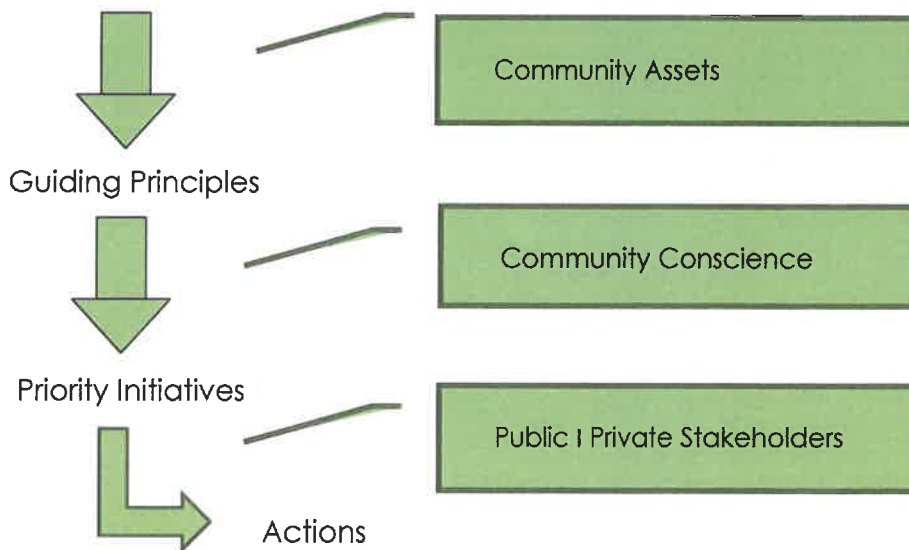 Community Assets
Guiding Principles
Community Conscience
Priority Initiatives
Public | Private Stakeholders
Actions